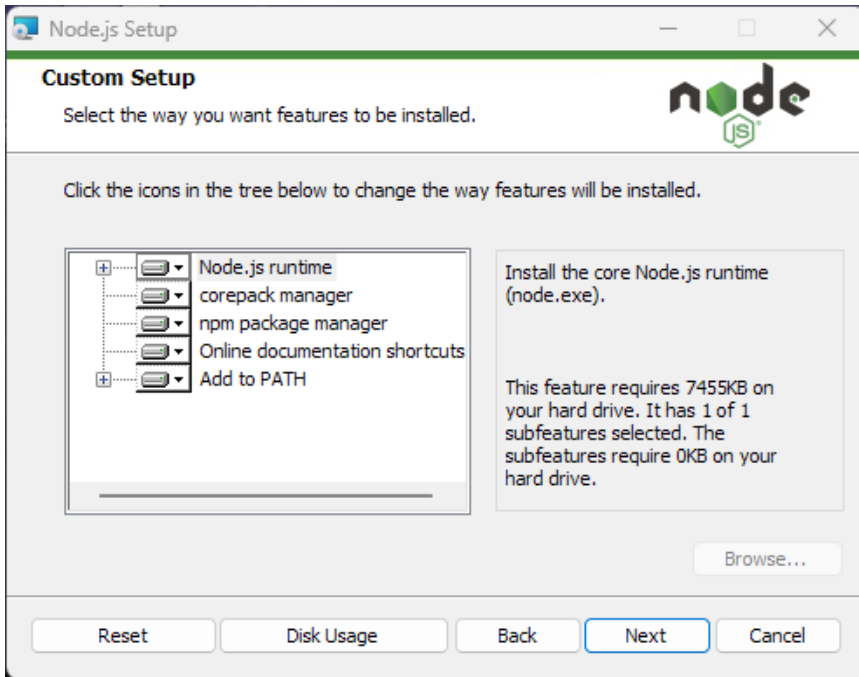 Node.js Setup
Custom Setup
Select the way you want features to be installed.
node
JS
Click the icons in the tree below to change the way features will be installed.
Node.js runtime
corepack manager
npm package manager
Online documentation shortcuts
Add to PATH
Install the core Node.js runtime
(node.exe).
This feature requires 7455KB on
your hard drive. It has 1 of 1
subfeatures selected. The
subfeatures require 0KB on your
hard drive.
Browse...
Reset
Disk Usage
Back
Next
Cancel